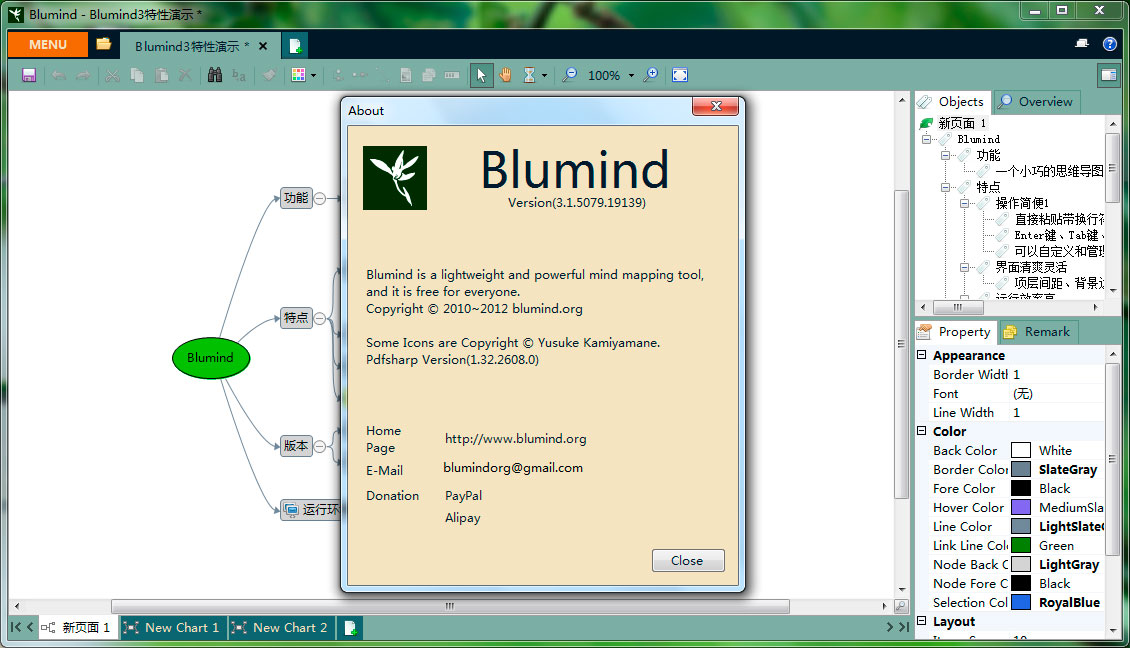 Blumind - Blumind3特性演示 *
MENU
Blumind3特性演示 *
100%
About
Blumind
Version(3.1.5079.19139)
Blumind is a lightweight and powerful mind mapping tool,
and it is free for everyone.
Copyright © 2010~2012 blumind.org
Some Icons are Copyright © Yusuke Kamiyamane.
Pdfsharp Version(1.32.2608.0)
Home
Page
http://www.blumind.org
E-Mail
blumindorg@gmail.com
Donation
PayPal
Alipay
Close
Blumind
功能
特点
版本
运行环
Objects
Overview
新页面 1
Blumind
功能
一个小巧的思维导图
特点
操作简便1
直接粘贴带换行符
Enter键、Tab键、
可以自定义和管理
界面清爽灵活
项层间距、背景
运行效率高
Property
Remark
Appearance
Border Width 1
Font (无)
Line Width 1
Color
Back Color White
Border Color SlateGray
Fore Color Black
Hover Color MediumSla
Line Color LightSlate
Link Line Colo Green
Node Back C LightGray
Node Fore C Black
Selection Col RoyalBlue
Layout
新页面 1
New Chart 1
New Chart 2